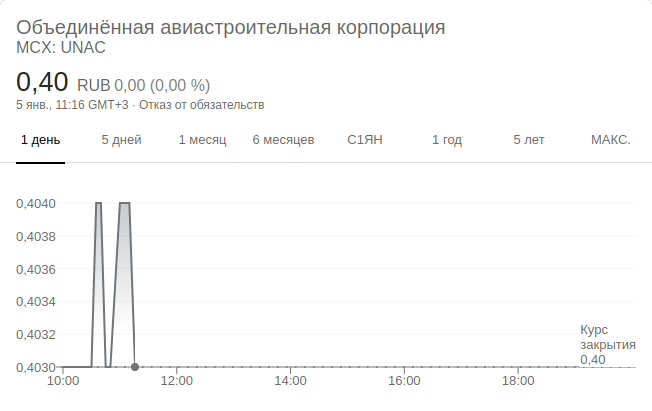 Объединённая авиастроительная корпорация
MCX: UNAC
0,40 RUB 0,00 (0,00 %)
5 янв., 11:16 GMT+3 · Отказ от обязательств
1 день 5 дней 1 месяц 6 месяцев С1ЯН 1 год 5 лет МАКС.
0,4040
0,4038
0,4036
0,4034
0,4032
0,4030
Курс
закрытия
0,40
10:00 12:00 14:00 16:00 18:00